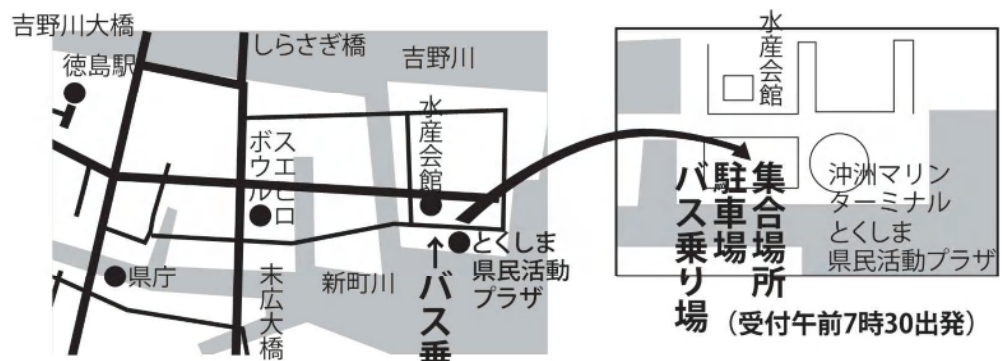 吉野川大橋
徳島駅
しらさぎ橋
吉野川
水産会館
スエヒロ
ボウル
県庁
末広大橋
新町川
↑バス乗
とくしま
県民活動
プラザ
水産会館
集合場所
駐車場
バス乗り場
沖洲マリン
ターミナル
とくしま
県民活動プラザ
(受付午前7時30出発)